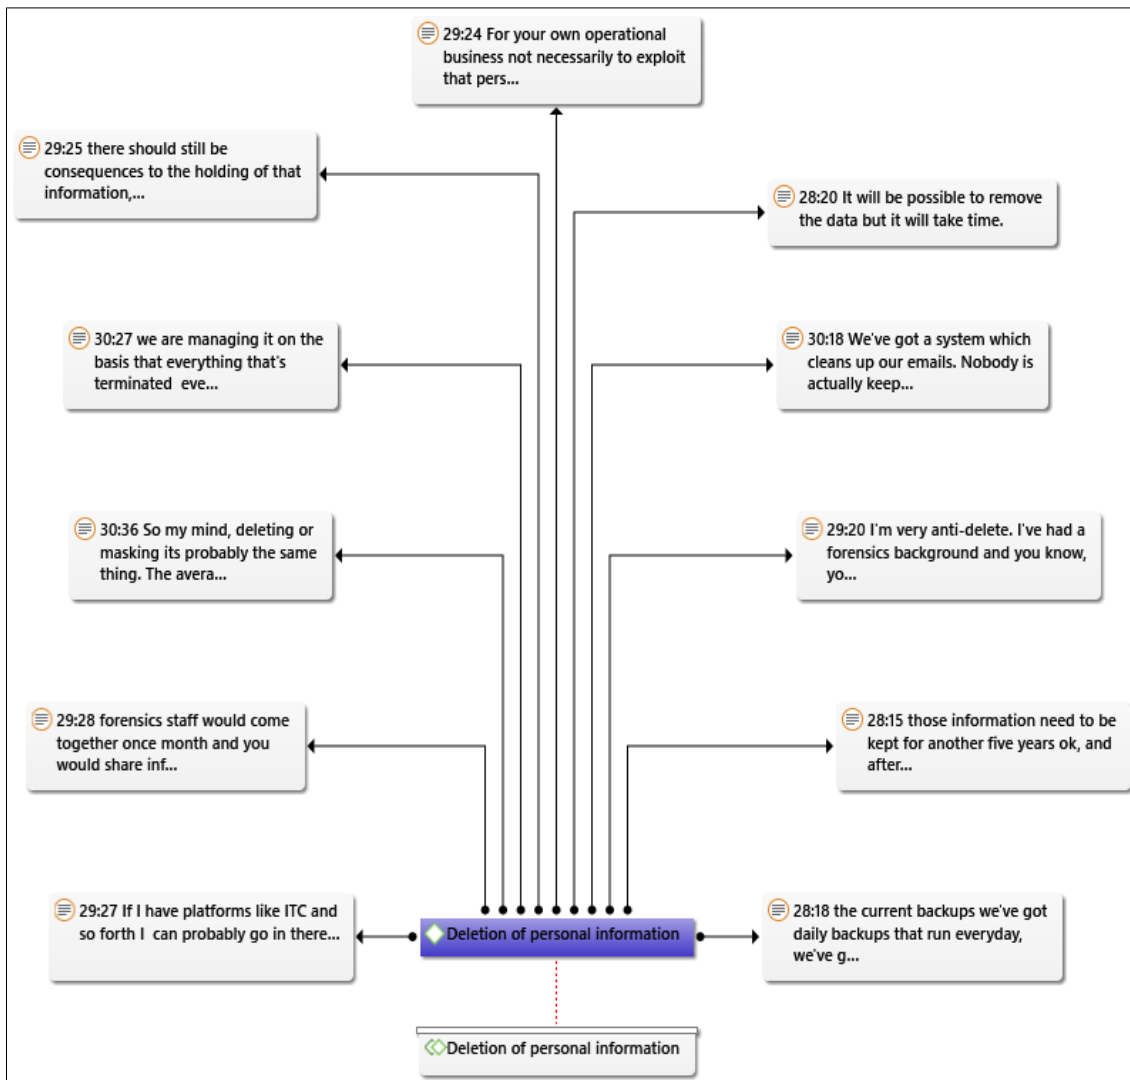 29:24 For your own operational
business not necessarily to exploit
that pers...
29:25 there should still be
consequences to the holding of that
information,...
28:20 It will be possible to remove
the data but it will take time.
30:27 we are managing it on the
basis that everything that's
terminated  eve...
30:18 We've got a system which
cleans up our emails. Nobody is
actually keep...
30:36 So my mind, deleting or
masking its probably the same
thing. The avera...
29:20 I'm very anti-delete. I've had a
forensics background and you know,
yo...
29:28 forensics staff would come
together once month and you
would share inf...
28:15 those information need to be
kept for another five years ok, and
after...
29:27 If I have platforms like ITC and
so forth I  can probably go in there...
Deletion of personal information
28:18 the current backups we've got
daily backups that run everyday,
we've g...
Deletion of personal information